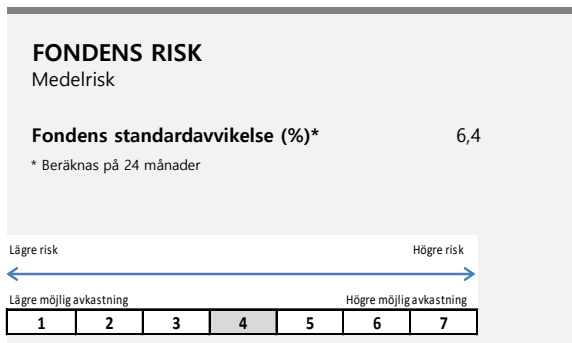 FONDENS RISK
Medelrisk
Fondens standardavvikelse (%)* 6,4
* Beräknas på 24 månader
Lägre risk Högre risk
Lägre möjlig avkastning Högre möjlig avkastning
1 2 3 4 5 6 7